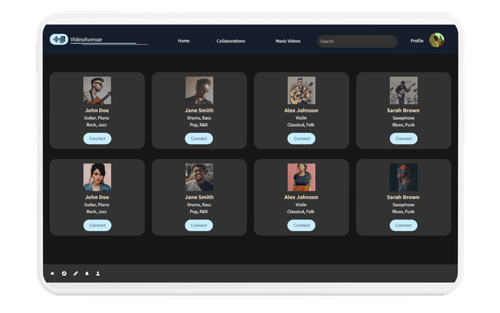 VideoAvenue
Home
Collaborations
Music Videos
Search
Profile
John Doe
Guitar, Piano
Rock, Jazz
Connect
Jane Smith
Drums, Bass
Pop, R&B
Connect
Alex Johnson
Violin
Classical, Folk
Connect
Sarah Brown
Saxophone
Blues, Funk
Connect
John Doe
Guitar, Piano
Rock, Jazz
Connect
Jane Smith
Drums, Bass
Pop, R&B
Connect
Alex Johnson
Violin
Classical, Folk
Connect
Sarah Brown
Saxophone
Blues, Funk
Connect